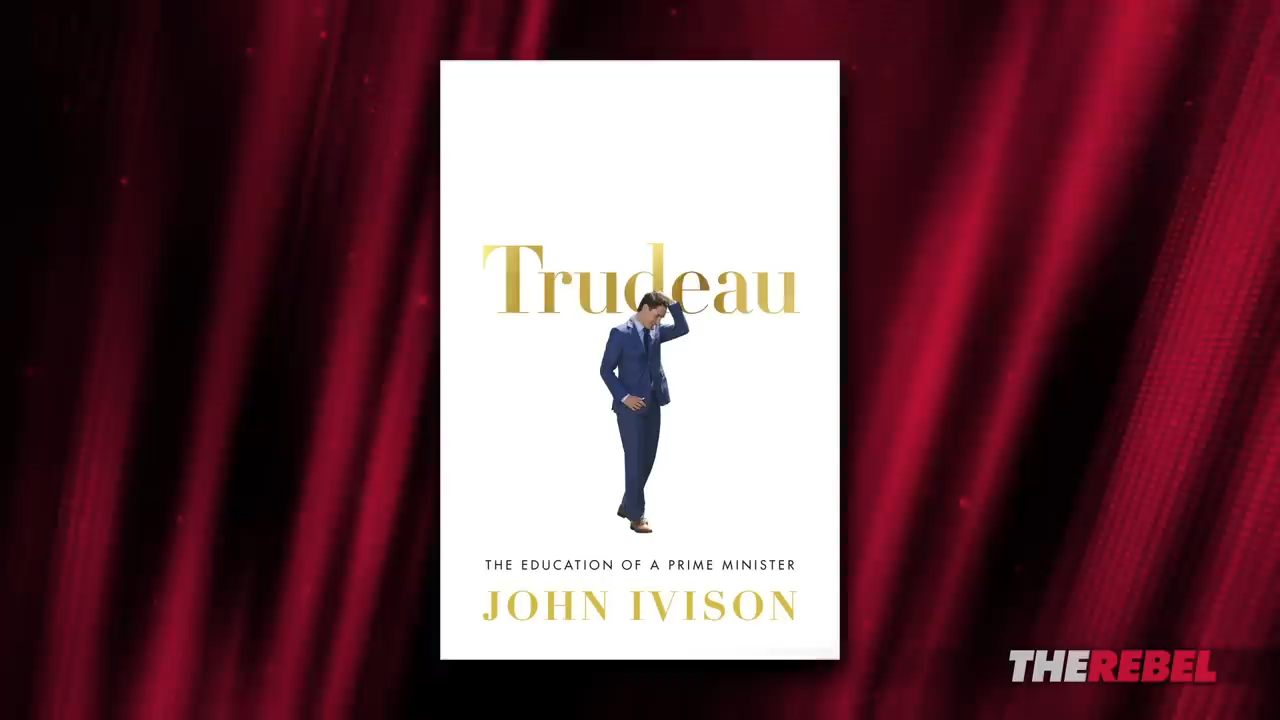 Trudeau
THE EDUCATION OF A PRIME MINISTER
JOHN IVISON
THEREBEL